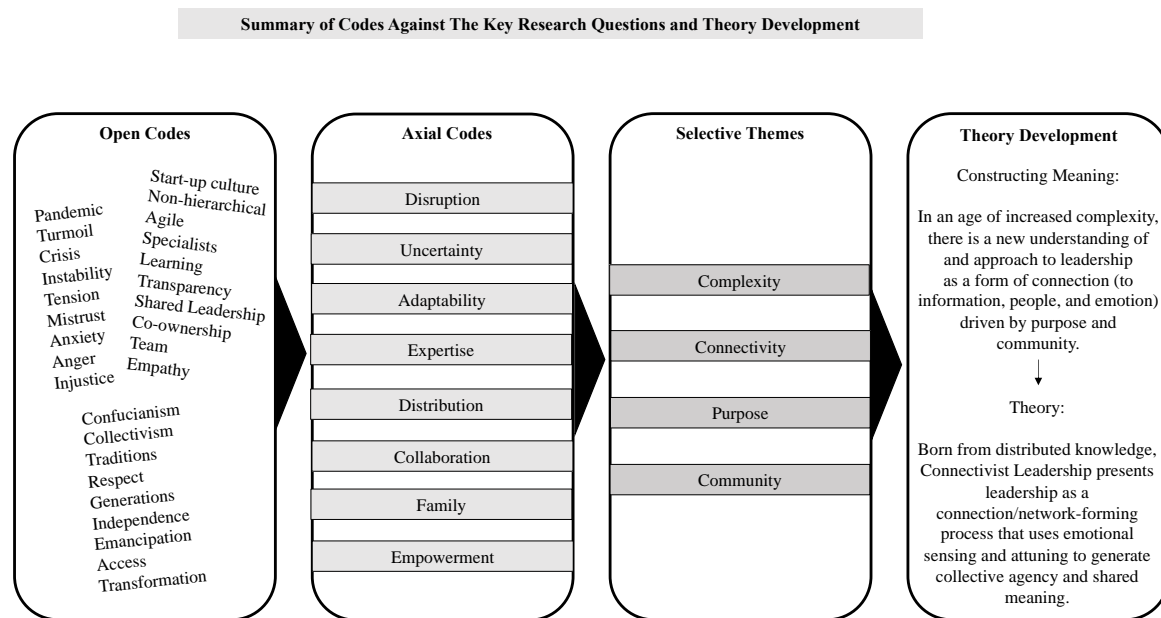 Summary of Codes Against The Key Research Questions and Theory Development
Open Codes
Pandemic
Turmoil
Crisis
Instability
Tension
Mistrust
Anxiety
Anger
Injustice
Start-up culture
Non-hierarchical
Agile
Specialists
Learning
Transparency
Shared Leadership
Co-ownership
Team
Empathy
Confucianism
Collectivism
Traditions
Respect
Generations
Independence
Emancipation
Access
Transformation
Axial Codes
Disruption
Uncertainty
Adaptability
Expertise
Distribution
Collaboration
Family
Empowerment
Selective Themes
Complexity
Connectivity
Purpose
Community
Theory Development
Constructing Meaning:
In an age of increased complexity,
there is a new understanding of
and approach to leadership
as a form of connection (to
information, people, and emotion)
driven by purpose and
community.
Theory:
Born from distributed knowledge,
Connectivist Leadership presents
leadership as a
connection/network-forming
process that uses emotional
sensing and attuning to generate
collective agency and shared
meaning.